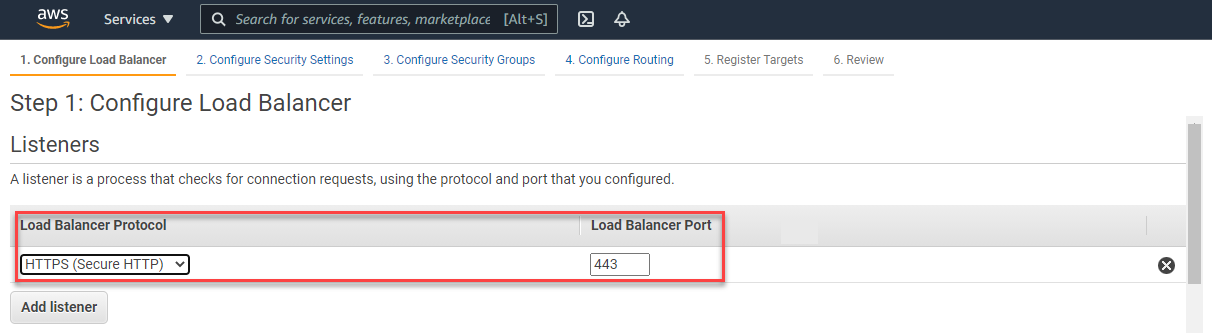 aws Services Search for services, features, marketplace [Alt+S]
1. Configure Load Balancer 2. Configure Security Settings 3. Configure Security Groups 4. Configure Routing 5. Register Targets 6. Review
Step 1: Configure Load Balancer
Listeners
A listener is a process that checks for connection requests, using the protocol and port that you configured.
Load Balancer Protocol Load Balancer Port
HTTPS (Secure HTTP) 443
Add listener